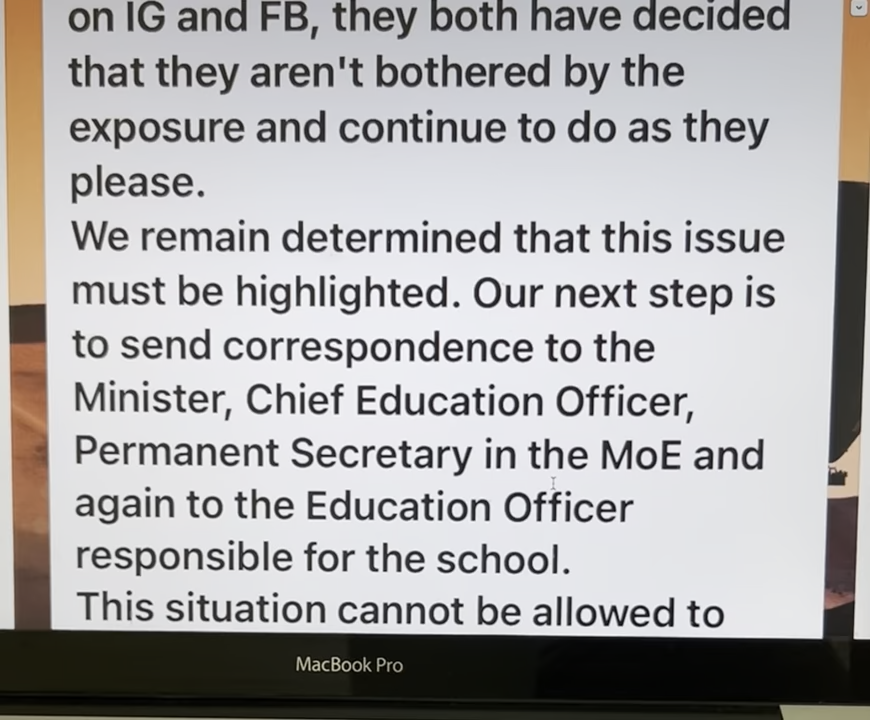 on IG and FB, they both have decided
that they aren't bothered by the
exposure and continue to do as they
please.
We remain determined that this issue
must be highlighted. Our next step is
to send correspondence to the
Minister, Chief Education Officer,
Permanent Secretary in the MoE and
again to the Education Officer
responsible for the school.
This situation cannot be allowed to
MacBook Pro